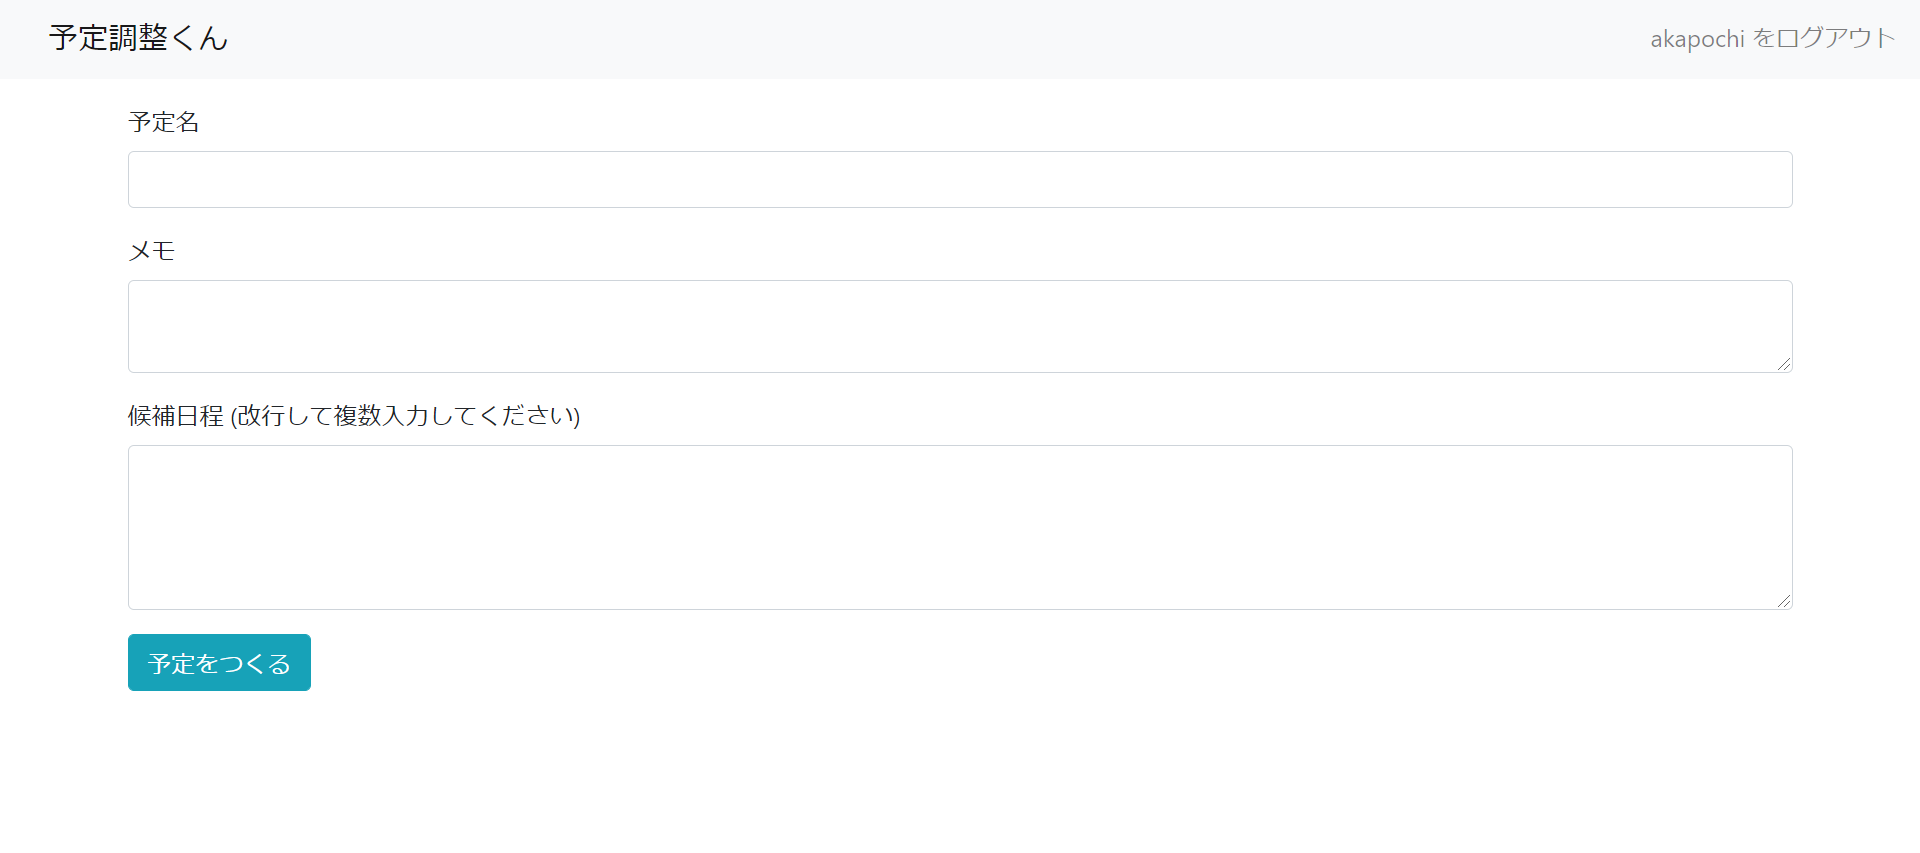 予定調整くん
akapochi をログアウト
予定名
メモ
候補日程 (改行して複数入力してください)
予定をつくる